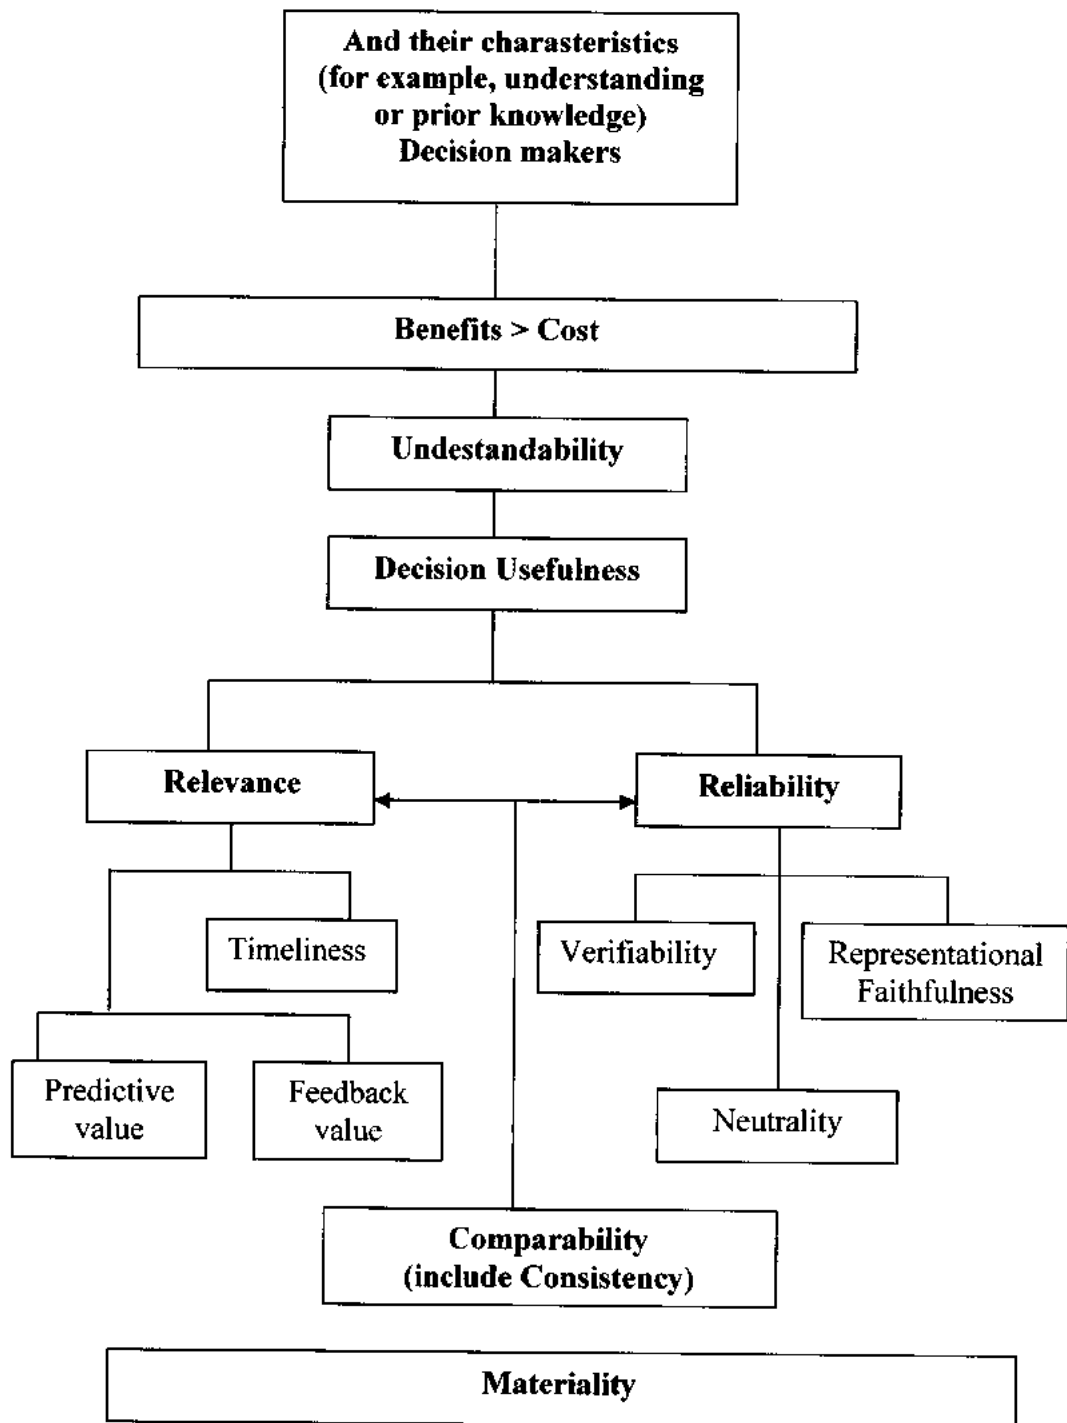 And their charasteristics
(for example, understanding
or prior knowledge)
Decision makers
Benefits > Cost
Undestandability
Decision Usefulness
Relevance
Reliability
Timeliness
Verifiability
Representational
Faithfulness
Predictive
value
Feedback
value
Neutrality
Comparability
(include Consistency)
Materiality